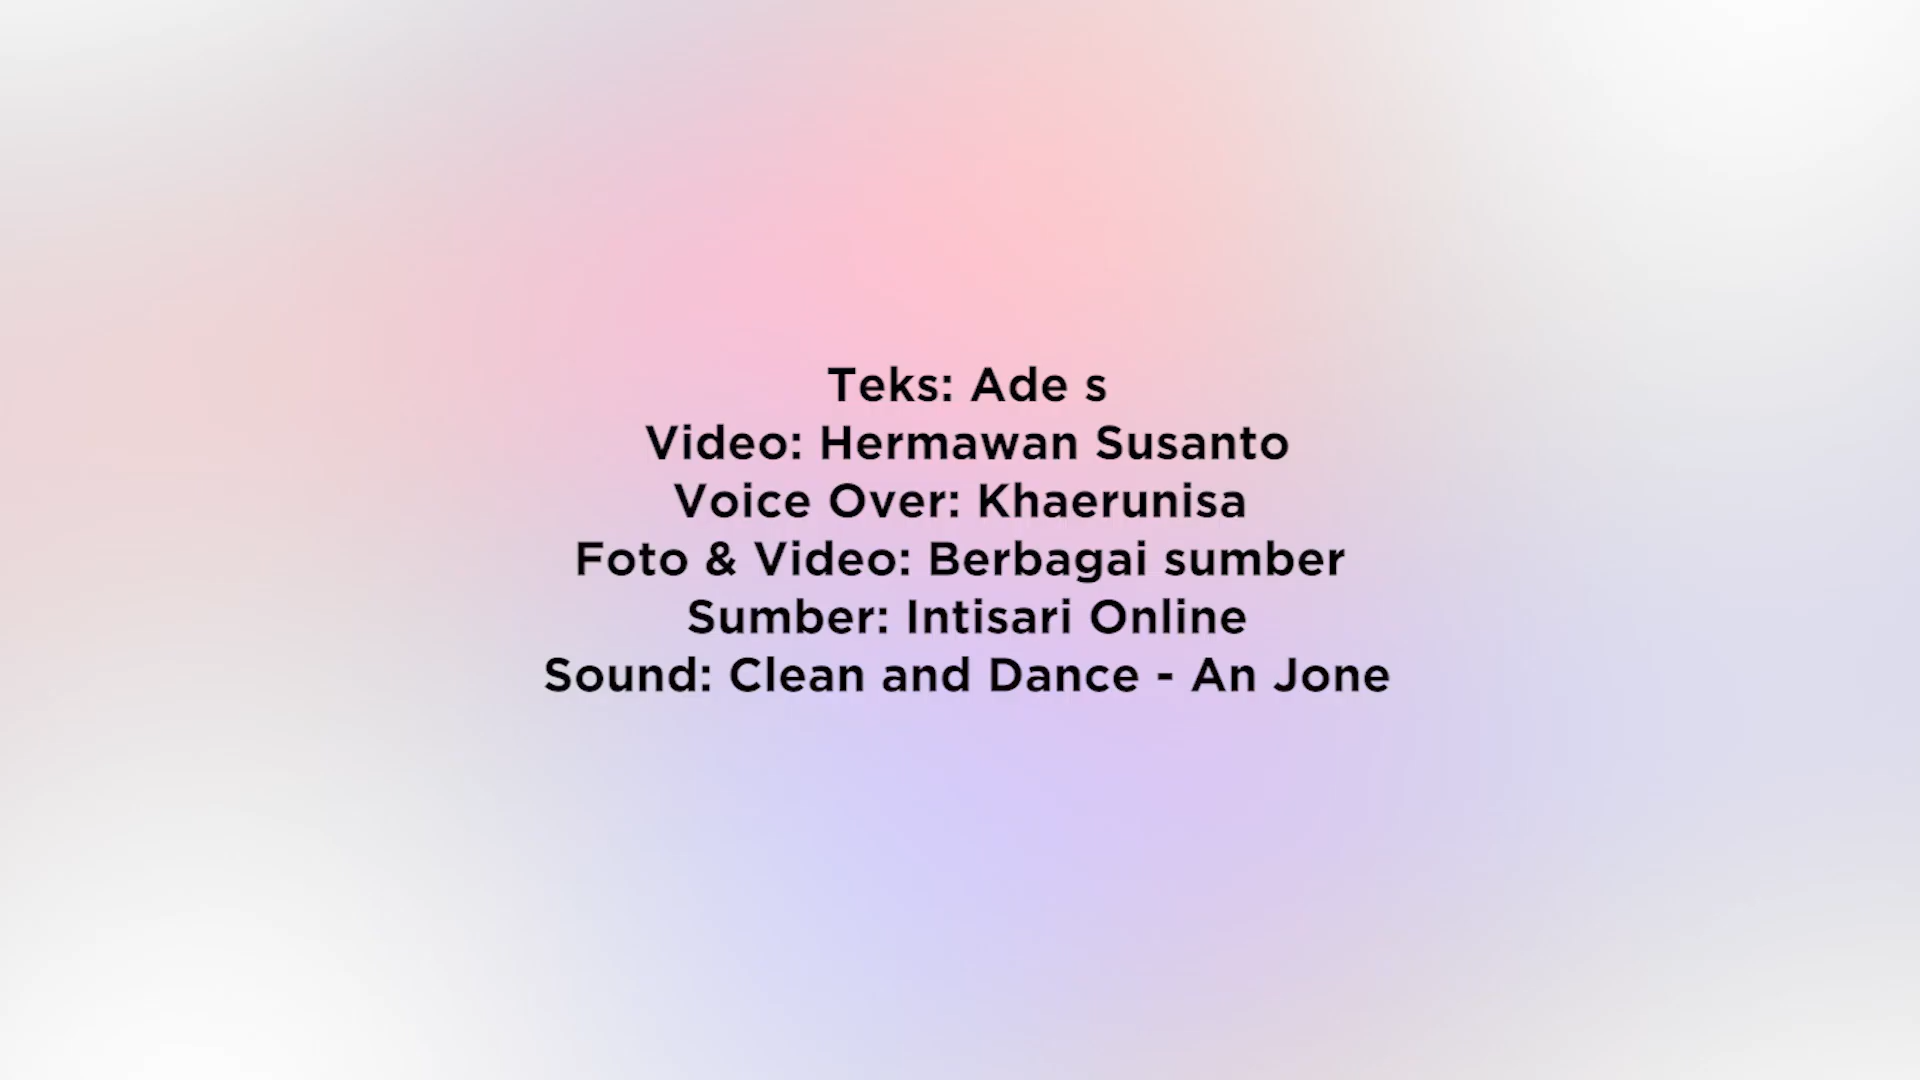 Teks: Ade s
Video: Hermawan Susanto
Voice Over: Khaerunisa
Foto & Video: Berbagai sumber
Sumber: Intisari Online
Sound: Clean and Dance - An Jone